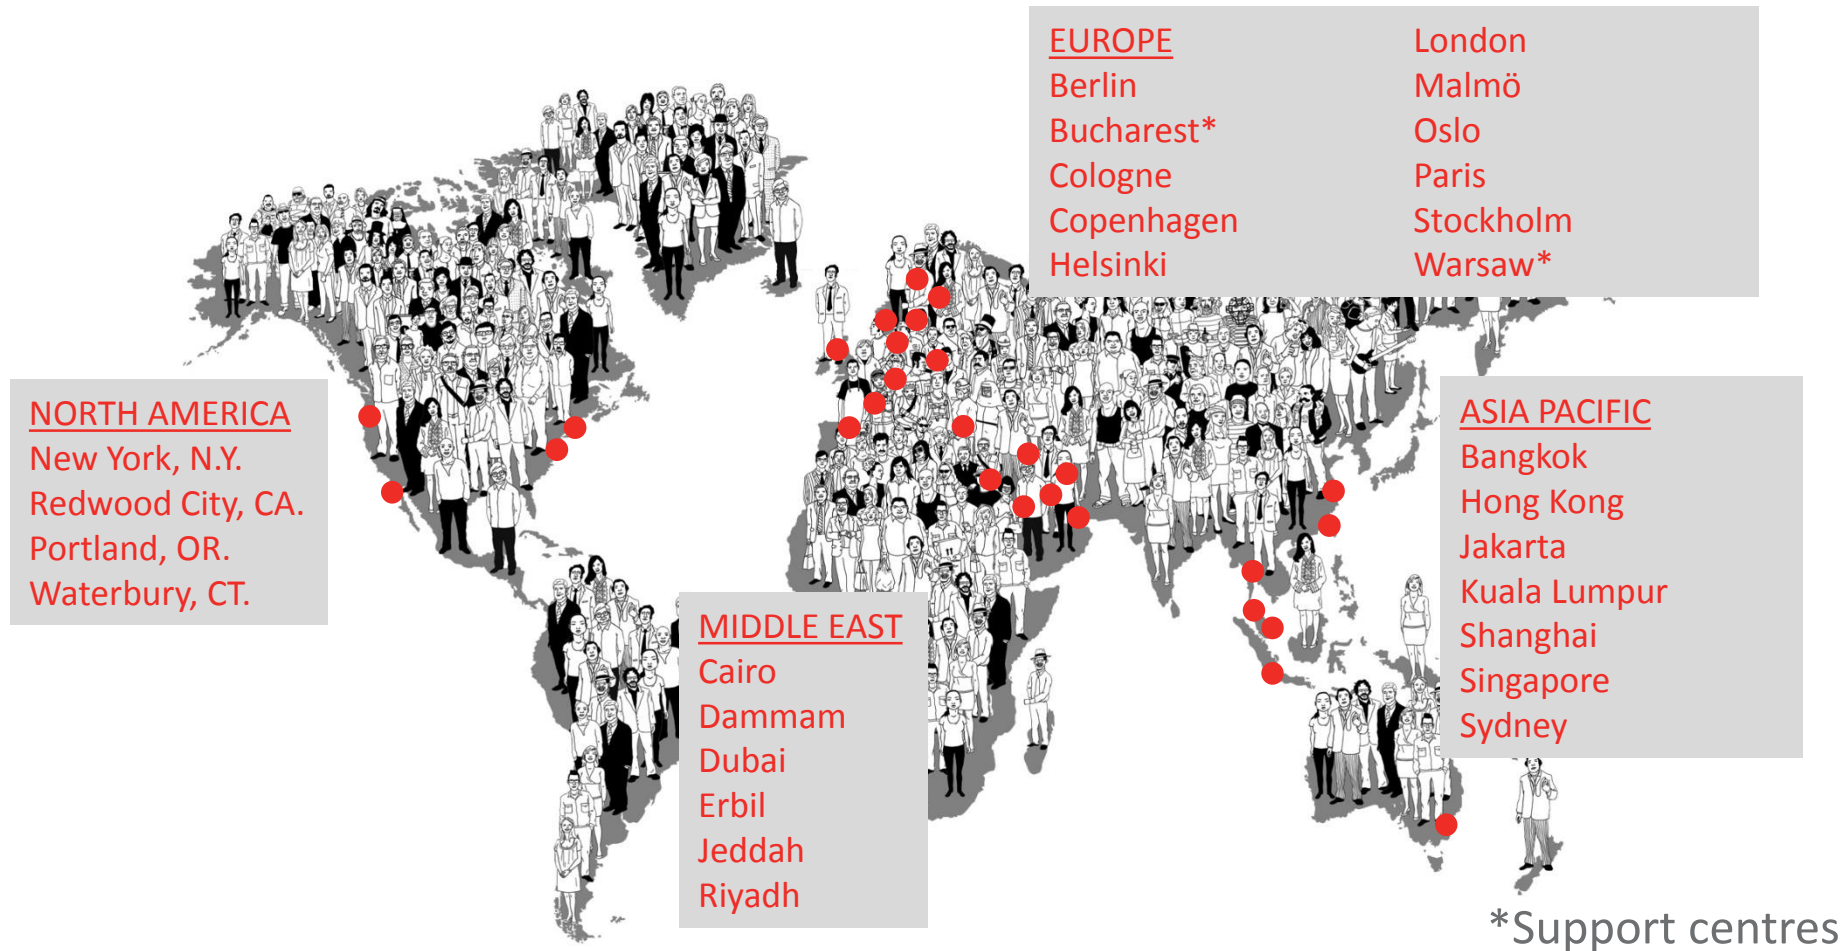 EUROPE
Berlin
Bucharest*
Cologne
Copenhagen
Helsinki
London
Malmö
Oslo
Paris
Stockholm
Warsaw*
NORTH AMERICA
New York, N.Y.
Redwood City, CA.
Portland, OR.
Waterbury, CT.
MIDDLE EAST
Cairo
Dammam
Dubai
Erbil
Jeddah
Riyadh
ASIA PACIFIC
Bangkok
Hong Kong
Jakarta
Kuala Lumpur
Shanghai
Singapore
Sydney
*Support centres